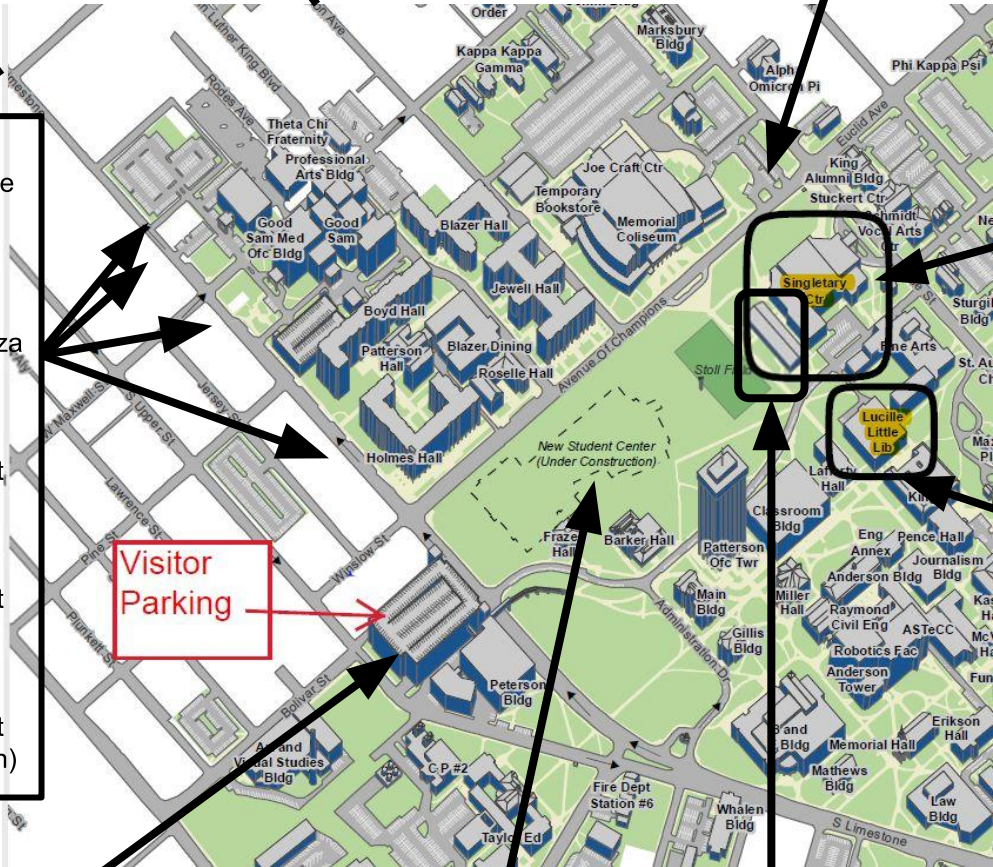 Order
Marksbury
Bldg
Kappa Kappa
Gamma
Alph
Omicron Pi
Phi Kappa Psi
Limestone
Luther King Blvd
Rodes Ave
Euclid Ave
Theta Chi
Fraternity
Professional
Arts Bldg
Joe Craft Ctr
King
Alumni Bldg
Stuckert Ctr
Temporary
Bookstore
Good
Sam Med
Ofc Bldg
Good
Sam
Blazer Hall
Memorial
Coliseum
Schmidt
Vocal Arts
Ctr
Jewell Hall
Singletary
Ctr
Boyd Hall
Sturgil
Bldg
Patterson
Hall
Blazer Dining
Roselle Hall
Avenue Of Champions
Fine Arts
Stoll Field
za
W Maxwell St
S Upper St
Jersey St
Lucille
Little
Lib
Holmes Hall
New Student Center
(Under Construction)
Lafferty
Hall
Lawrence St
Pine St
Winslow St
Classroom
Bldg
Fraze
Hall
Barker Hall
Patterson
Ofc Twr
Eng
Annex
Pence Hall
Journalism
Bldg
Anderson Bldg
Visitor
Parking
Main
Bldg
Miller
Hall
Raymond
Civil Eng
ASTeCC
Administration Dr
Plunkett St
Gillis
Bldg
Robotics Fac
Anderson
Tower
Bolivar St
Peterson
Bldg
Art and
Visual Studies
Bldg
C P #2
Memorial Hall
Erikson
Hall
Mathews
Bldg
Fire Dept
Station #6
Whalen
Bldg
Law
Bldg
Taylor Ed
S Limestone